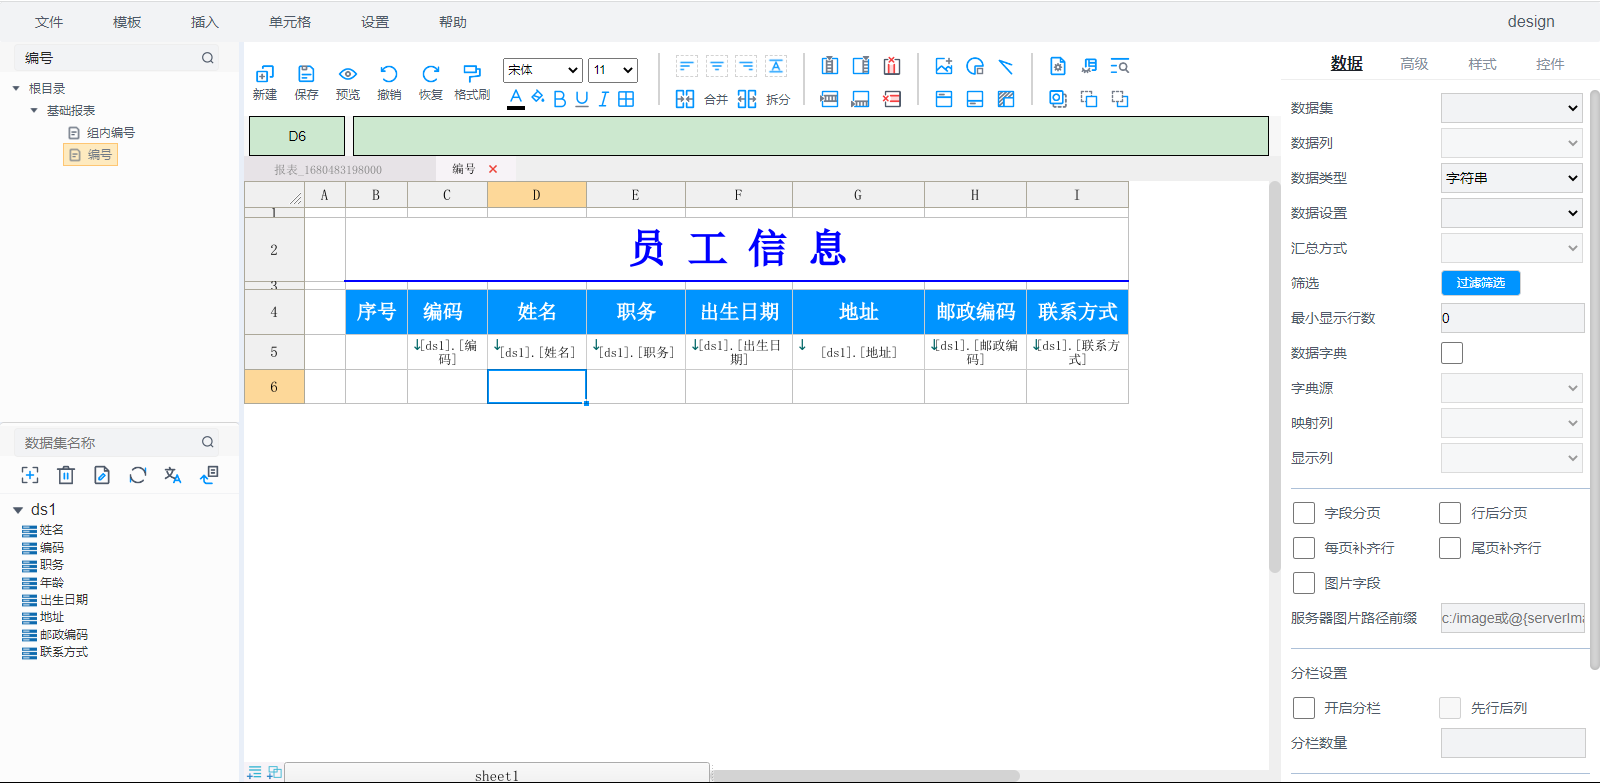 文件 模板 插入 单元格 设置 帮助 design
编号
根目录
基础报表
组内编号
编号
数据集名称
ds1
姓名
编码
职务
年龄
出生日期
地址
邮政编码
联系方式
新建 保存 预览 撤销 恢复 格式刷
宋体 11
合并 拆分
D6
报表_1680483198000 编号
A B C D E F G H I
1
2 员 工 信 息
3
4 序号 编码 姓名 职务 出生日期 地址 邮政编码 联系方式
5 [ds1].[编码] [ds1].[姓名] [ds1].[职务] [ds1].[出生日期] [ds1].[地址] [ds1].[邮政编码] [ds1].[联系方式]
6
sheet1
数据 高级 样式 控件
数据集
数据列
数据类型 字符串
数据设置
汇总方式
筛选 过滤筛选
最小显示行数 0
数据字典
字典源
映射列
显示列
字段分页 行后分页
每页补齐行 尾页补齐行
图片字段
服务器图片路径前缀 c:/image或@{serverIma
分栏设置
开启分栏 先行后列
分栏数量